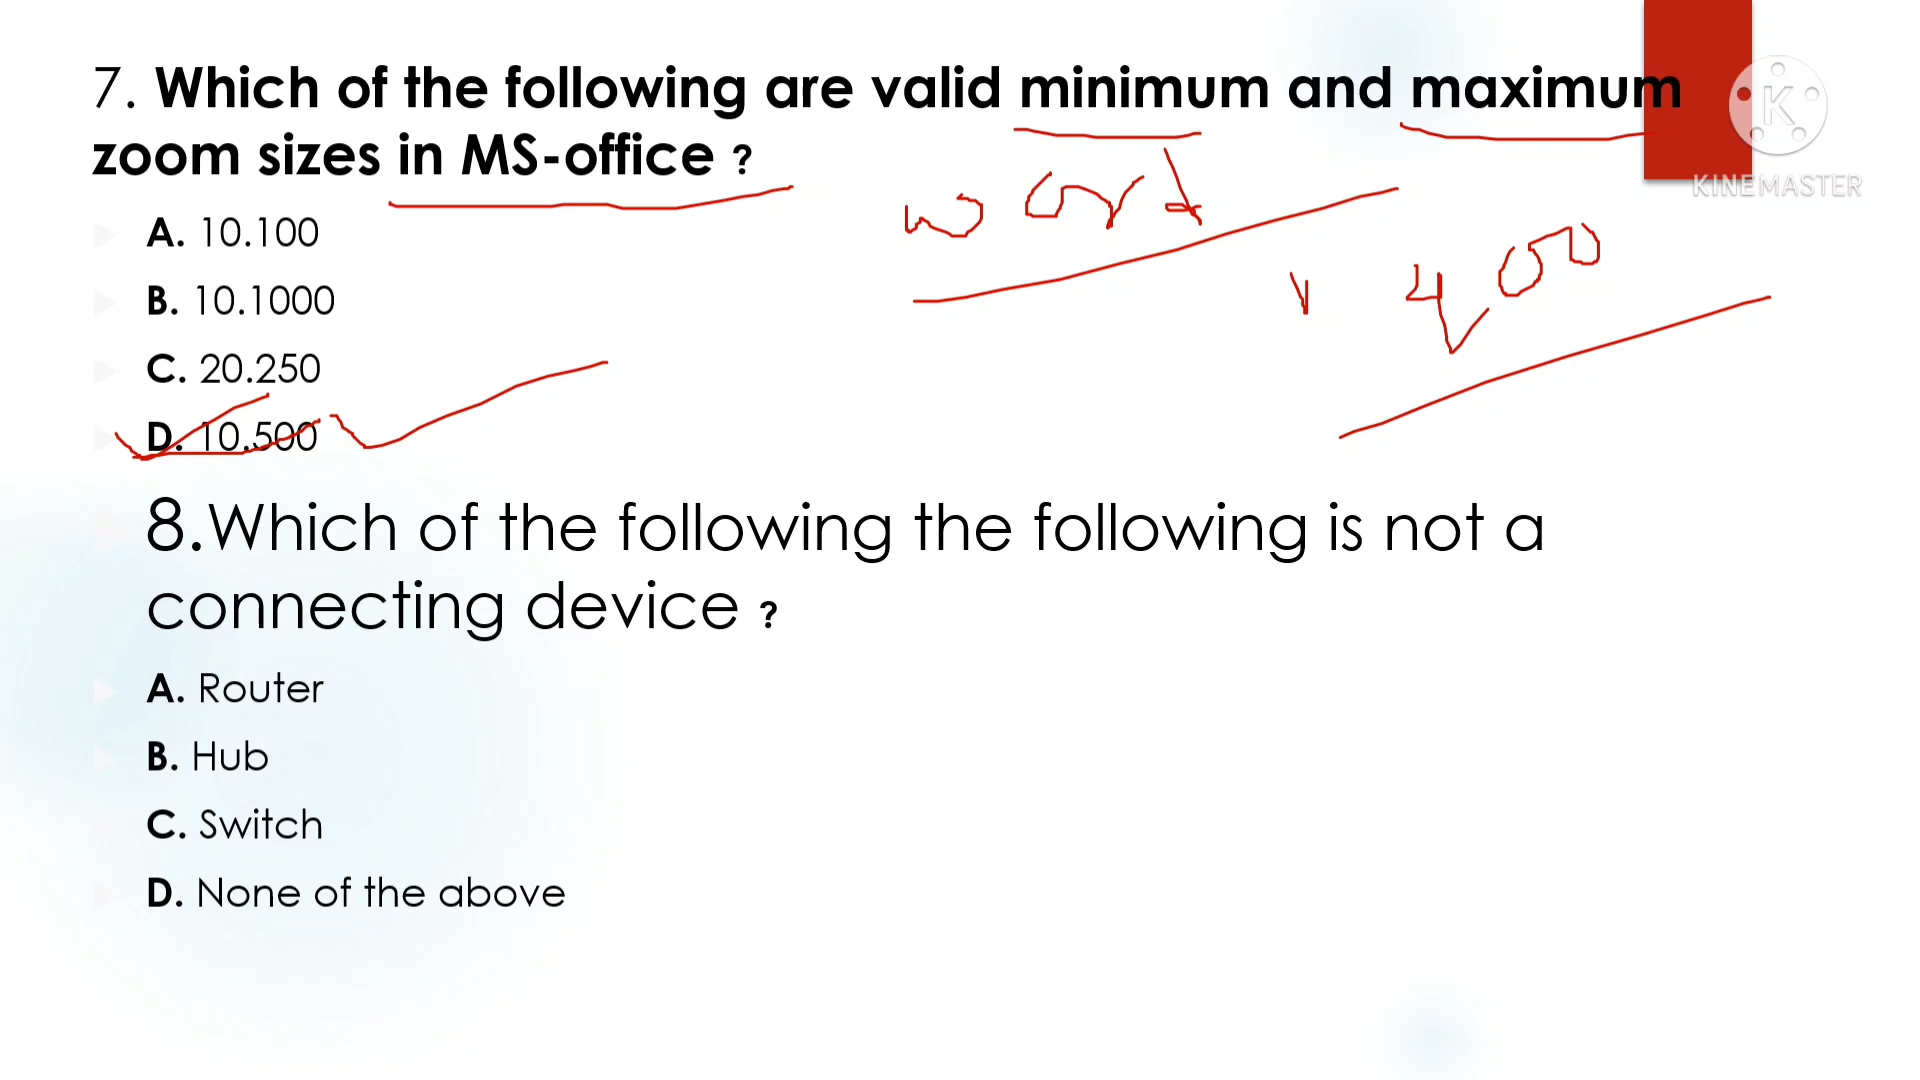 7. Which of the following are valid minimum and maximum
zoom sizes in MS-office ?
word
A. 10.100
B. 10.1000
400
C. 20.250
D. 10.500
8.Which of the following the following is not a
connecting device ?
A. Router
B. Hub
C. Switch
D. None of the above
K
KINEMASTER